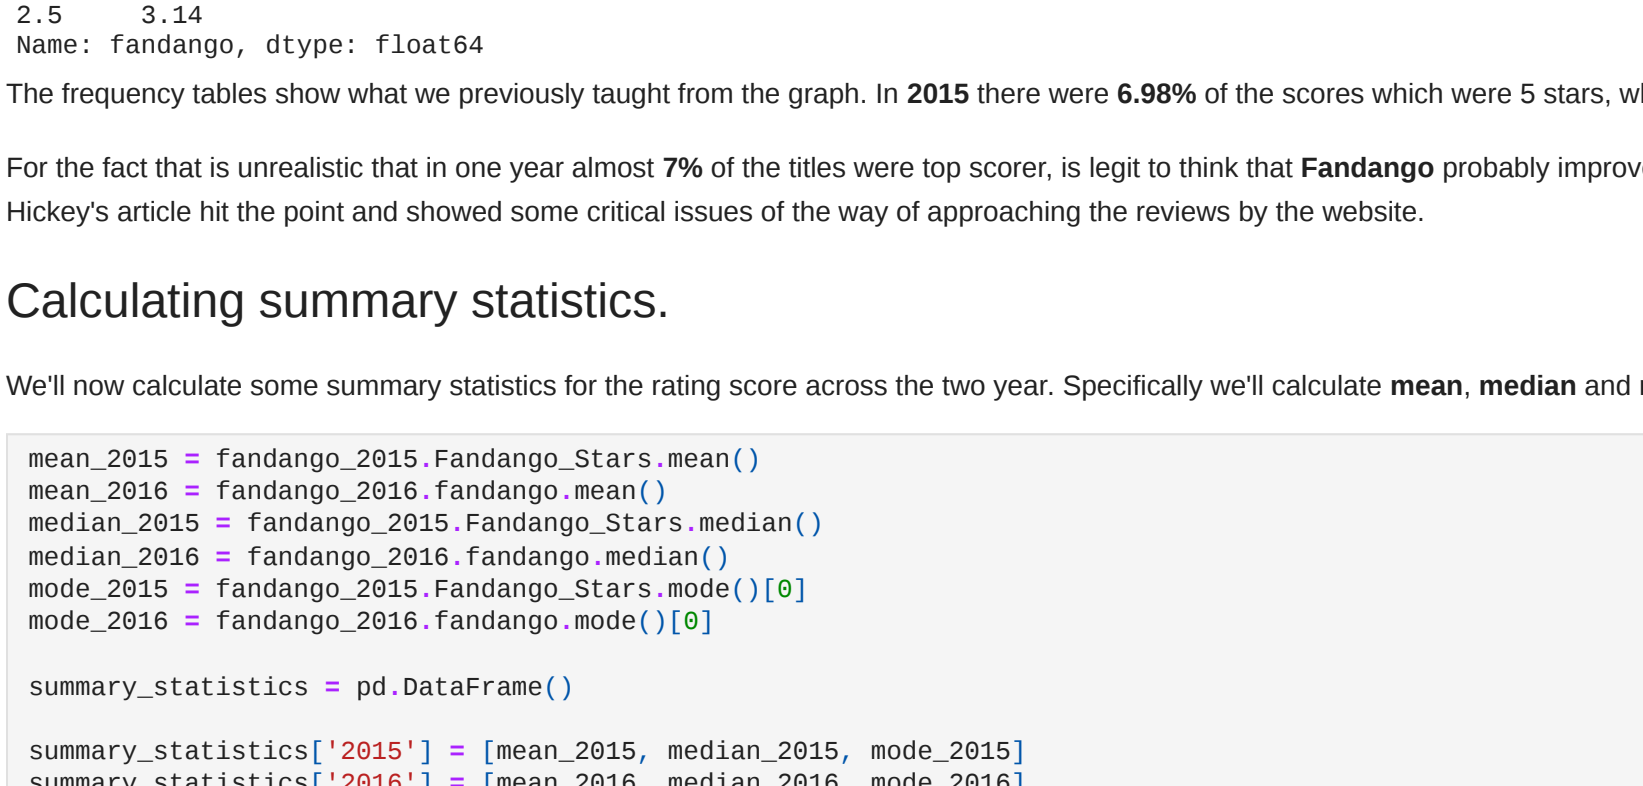 2.5     3.14
Name: fandango, dtype: float64
The frequency tables show what we previously taught from the graph. In 2015 there were 6.98% of the scores which were 5 stars,
For the fact that is unrealistic that in one year almost 7% of the titles were top scorer, is legit to think that Fandango probably
Hickey's article hit the point and showed some critical issues of the way of approaching the reviews by the website.
Calculating summary statistics.
We'll now calculate some summary statistics for the rating score across the two year. Specifically we'll calculate mean, median and
mean_2015 = fandango_2015.Fandango_Stars.mean()
mean_2016 = fandango_2016.fandango.mean()
median_2015 = fandango_2015.Fandango_Stars.median()
median_2016 = fandango_2016.fandango.median()
mode_2015 = fandango_2015.Fandango_Stars.mode()[0]
mode_2016 = fandango_2016.fandango.mode()[0]
summary_statistics = pd.DataFrame()
summary_statistics['2015'] = [mean_2015, median_2015, mode_2015]
summary_statistics['2016'] = [mean_2016, median_2016, mode_2016]